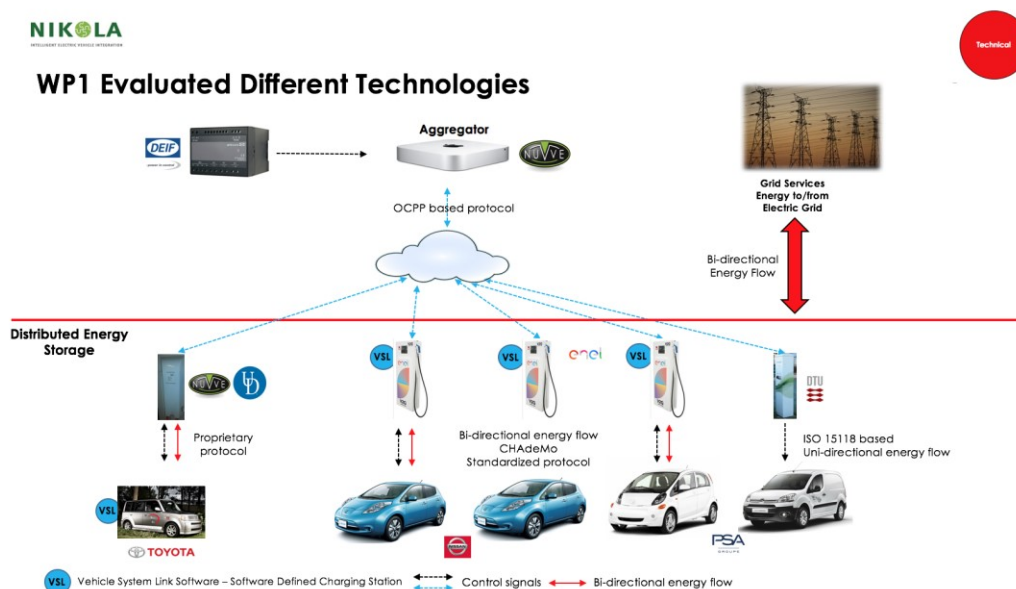 NIKOLA
INTELLIGENT ELECTRIC VEHICLE INTEGRATION
Technical
WP1 Evaluated Different Technologies
Aggregator
DEIF
NUVVE
OCPP based protocol
Grid Services
Energy to/from
Electric Grid
Bi-directional
Energy Flow
Distributed Energy
Storage
VSL
VSL
enel
VSL
NUVVE
UD
DTU
Proprietary
protocol
Bi-directional energy flow
CHAdeMo
Standardized protocol
ISO 15118 based
Uni-directional energy flow
VSL
TOYOTA
NISSAN
PSA
GROUPE
VSL
Vehicle System Link Software – Software Defined Charging Station
Control signals
Bi-directional energy flow